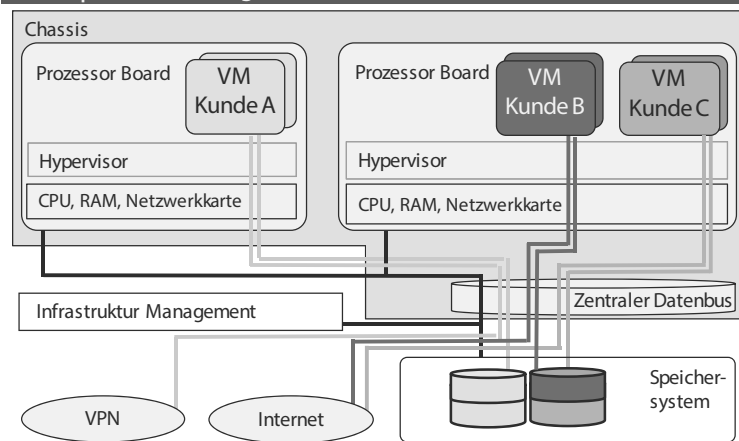 Chassis
Prozessor Board
VM
Kunde A
Hypervisor
CPU, RAM, Netzwerkkarte
Prozessor Board
VM
Kunde B
VM
Kunde C
Hypervisor
CPU, RAM, Netzwerkkarte
Zentraler Datenbus
Infrastruktur Management
VPN
Internet
Speicher-
system